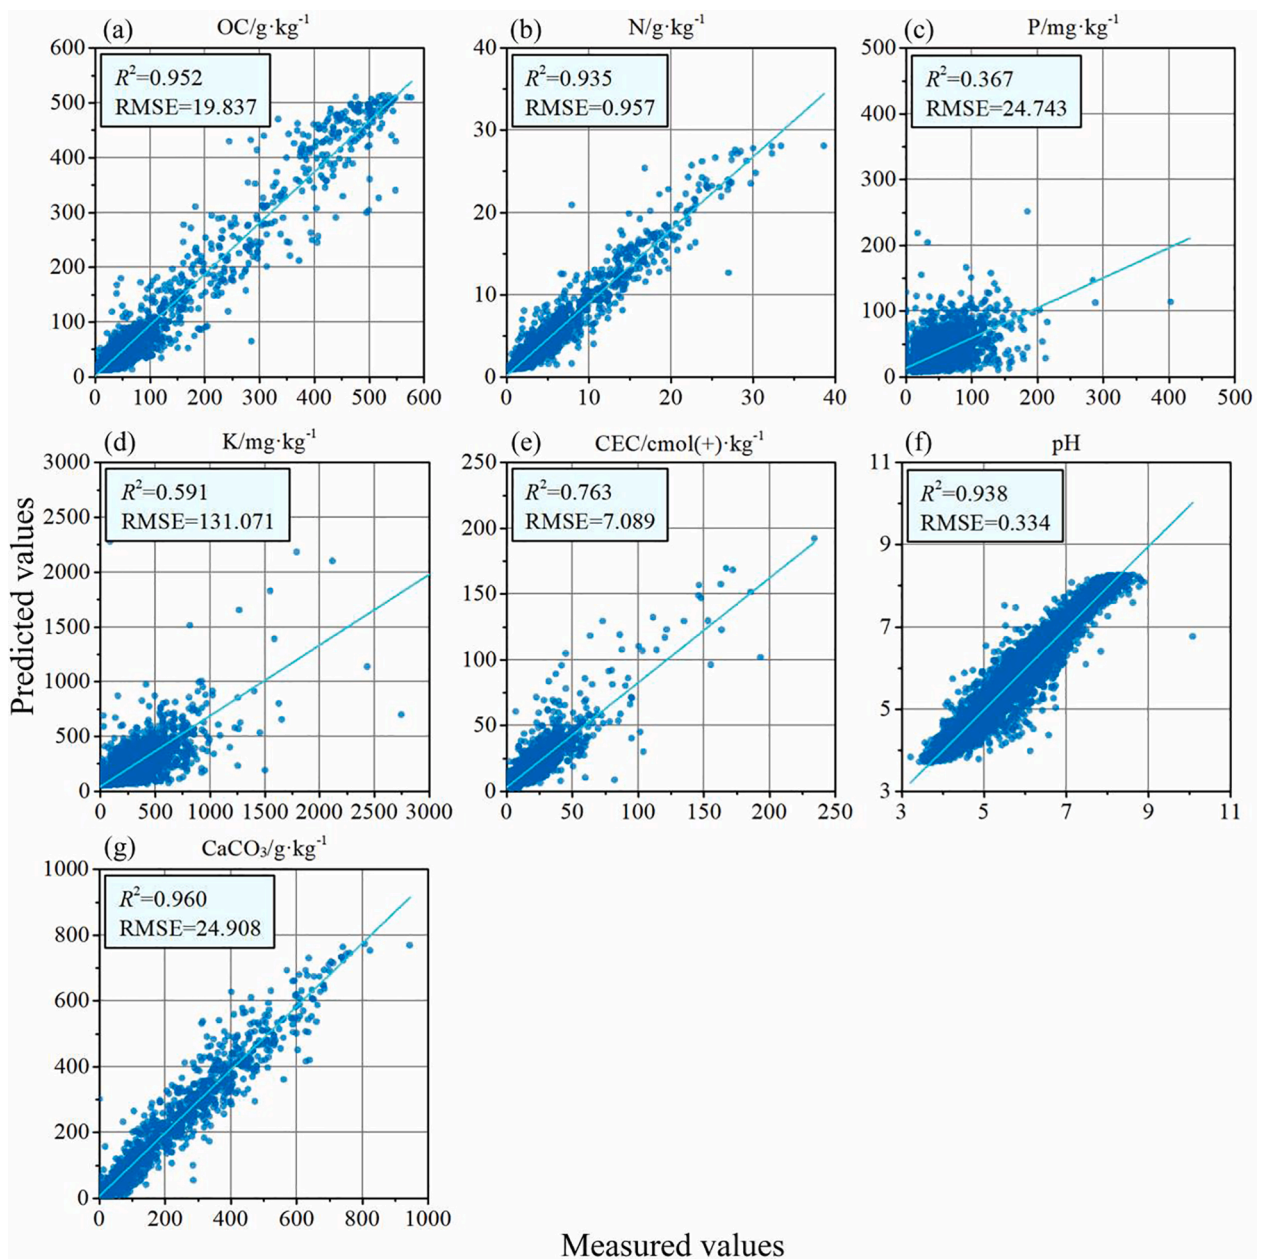 (a) OC/g·kg⁻¹
R²=0.952
RMSE=19.837
600
500
400
300
200
100
0
0 100 200 300 400 500 600
(b) N/g·kg⁻¹
R²=0.935
RMSE=0.957
40
30
20
10
0
0 10 20 30 40
(c) P/mg·kg⁻¹
R²=0.367
RMSE=24.743
500
400
300
200
100
0
0 100 200 300 400 500
(d) K/mg·kg⁻¹
R²=0.591
RMSE=131.071
3000
2500
2000
1500
1000
500
0
0 500 1000 1500 2000 2500 3000
(e) CEC/cmol(+)·kg⁻¹
R²=0.763
RMSE=7.089
250
200
150
100
50
0
0 50 100 150 200 250
(f) pH
R²=0.938
RMSE=0.334
11
9
7
5
3
3 5 7 9 11
(g) CaCO₃/g·kg⁻¹
R²=0.960
RMSE=24.908
1000
800
600
400
200
0
0 200 400 600 800 1000
Predicted values
Measured values